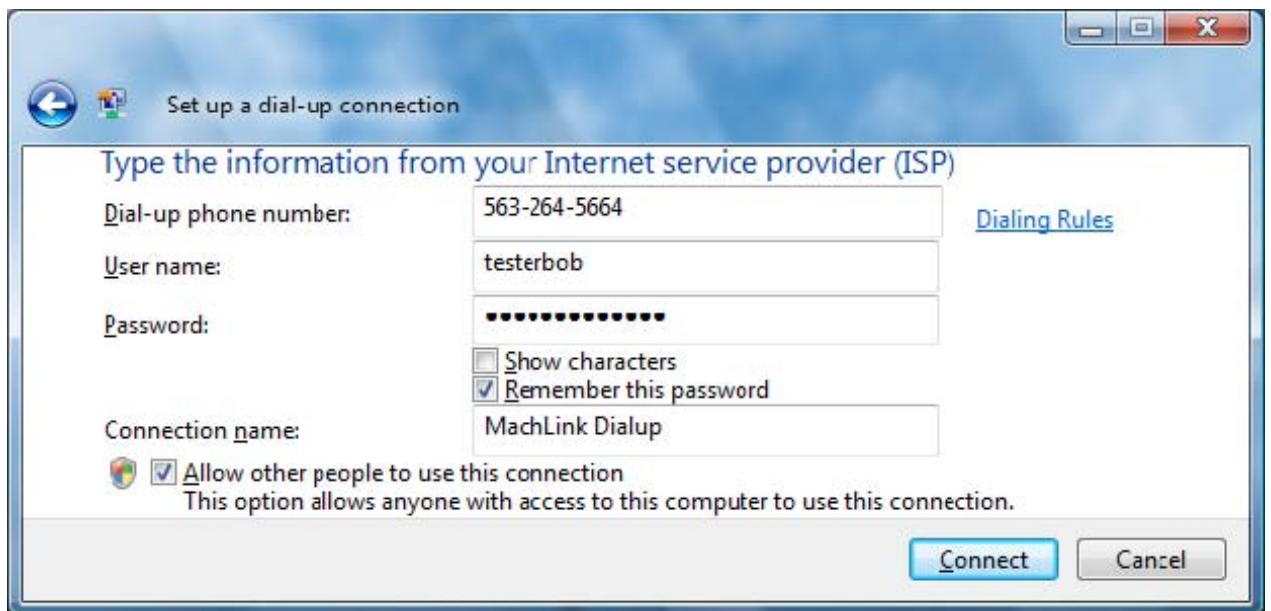 Set up a dial-up connection
Type the information from your Internet service provider (ISP)
Dial-up phone number: 563-264-5664 Dialing Rules
User name: testerbob
Password: •••••••••••••
Show characters
Remember this password
Connection name: MachLink Dialup
Allow other people to use this connection
This option allows anyone with access to this computer to use this connection.
Connect Cancel